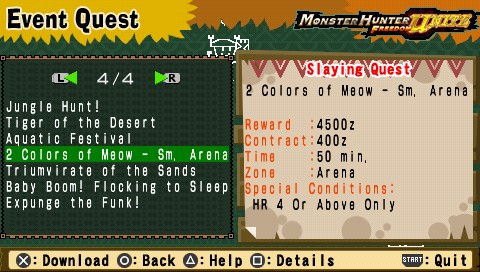 Event Quest
MONSTER HUNTER
FREEDOM UNITE
L 4/4 R
Jungle Hunt!
Tiger of the Desert
Aquatic Festival
2 Colors of Meow - Sm. Arena
Triumvirate of the Sands
Baby Boom! Flocking to Sleep
Expunge the Funk!
Slaying Quest
2 Colors of Meow - Sm. Arena
Reward :4500z
Contract:400z
Time :50 min.
Zone :Arena
Special Conditions:
HR 4 Or Above Only
X:Download O:Back △:Help □:Details START:Quit